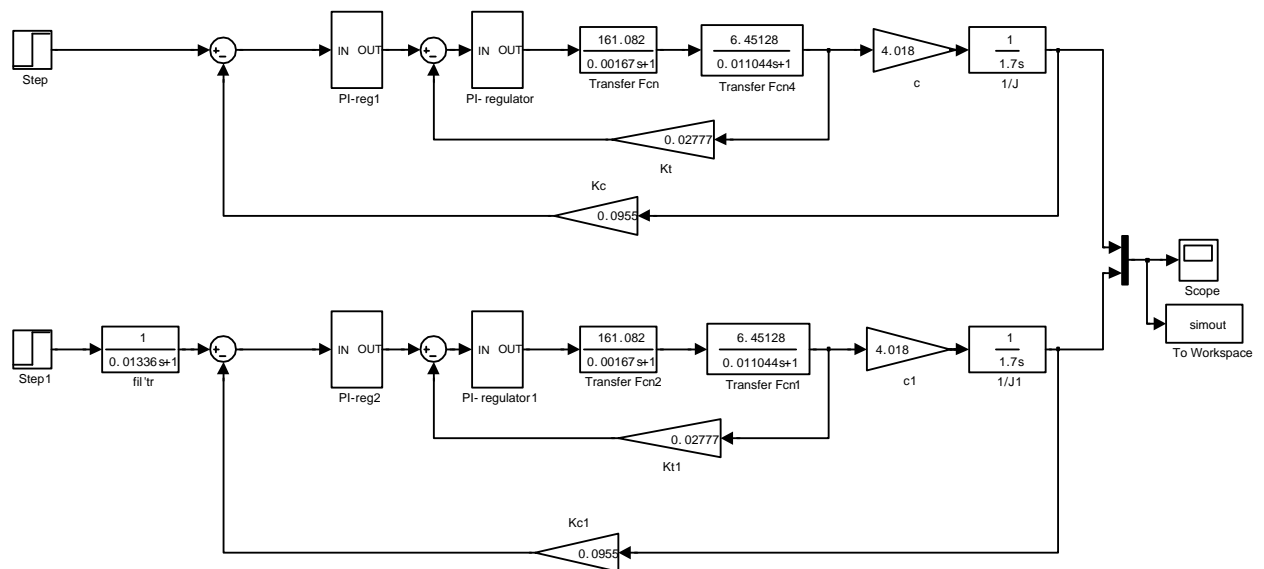 Step
IN OUT
PI-reg1
IN OUT
PI- regulator
161.082
0.00167s+1
Transfer Fcn
6.45128
0.011044s+1
Transfer Fcn4
4.018
c
1
1.7s
1/J
0.02777
Kt
Kc
0.0955
Scope
simout
To Workspace
Step1
1
0.01336s+1
fil'tr
IN OUT
PI-reg2
IN OUT
PI- regulator1
161.082
0.00167s+1
Transfer Fcn2
6.45128
0.011044s+1
Transfer Fcn1
4.018
c1
1
1.7s
1/J1
0.02777
Kt1
Kc1
0.0955